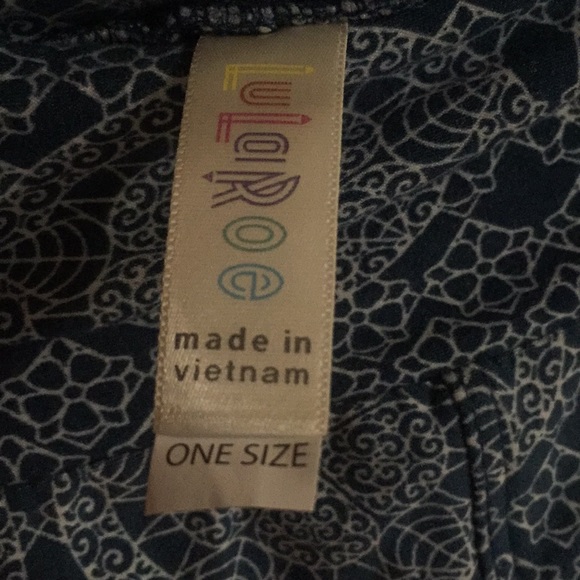 LuLaRoe
made in
vietnam
ONE SIZE